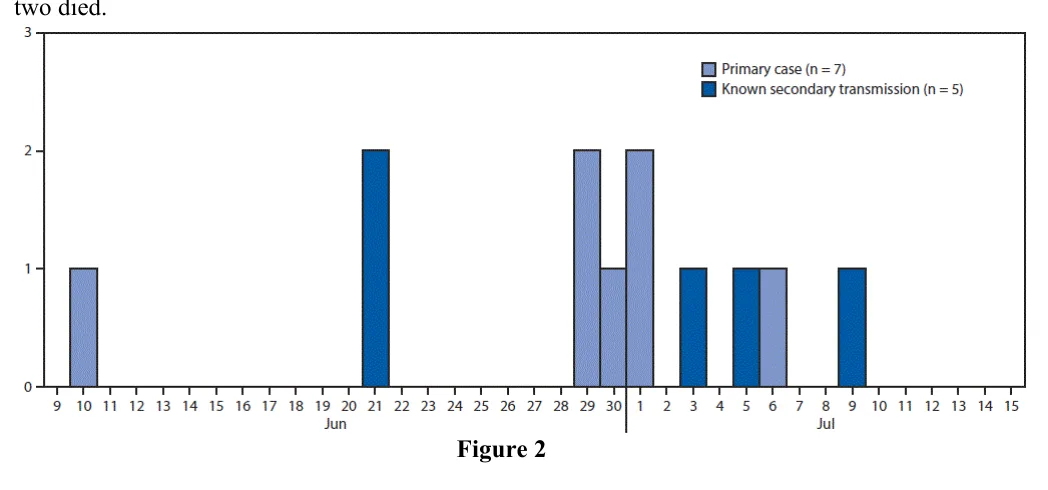 two died.
3
Primary case (n = 7)
Known secondary transmission (n = 5)
2
1
0
9 10 11 12 13 14 15 16 17 18 19 20 21 22 23 24 25 26 27 28 29 30 1 2 3 4 5 6 7 8 9 10 11 12 13 14 15
Jun Jul
Figure 2